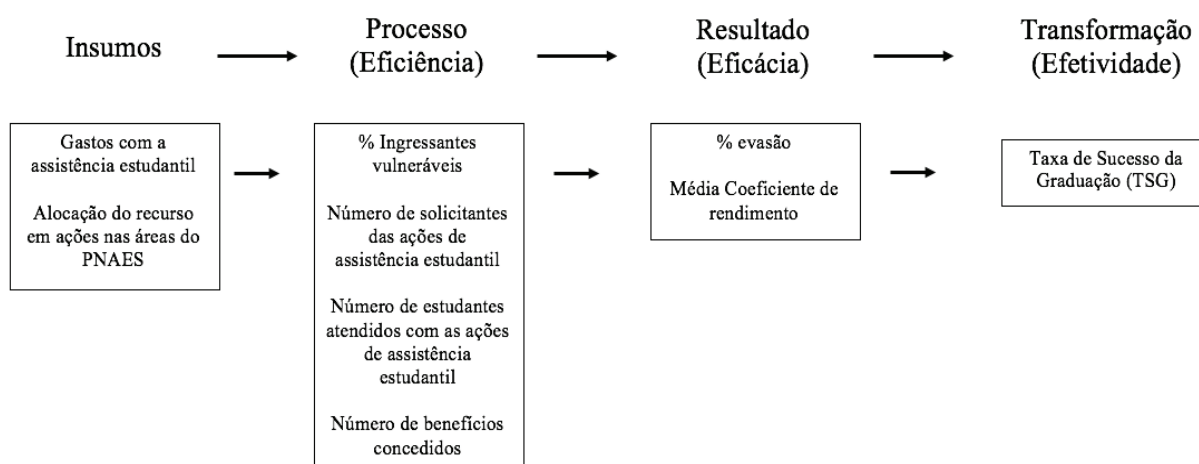 Insumos
Processo
(Eficiência)
Resultado
(Eficácia)
Transformação
(Efetividade)
Gastos com a
assistência estudantil
Alocação do recurso
em ações nas áreas do
PNAES
% Ingressantes
vulneráveis
Número de solicitantes
das ações de
assistência estudantil
Número de estudantes
atendidos com as ações
de assistência
estudantil
Número de benefícios
concedidos
% evasão
Média Coeficiente de
rendimento
Taxa de Sucesso da
Graduação (TSG)